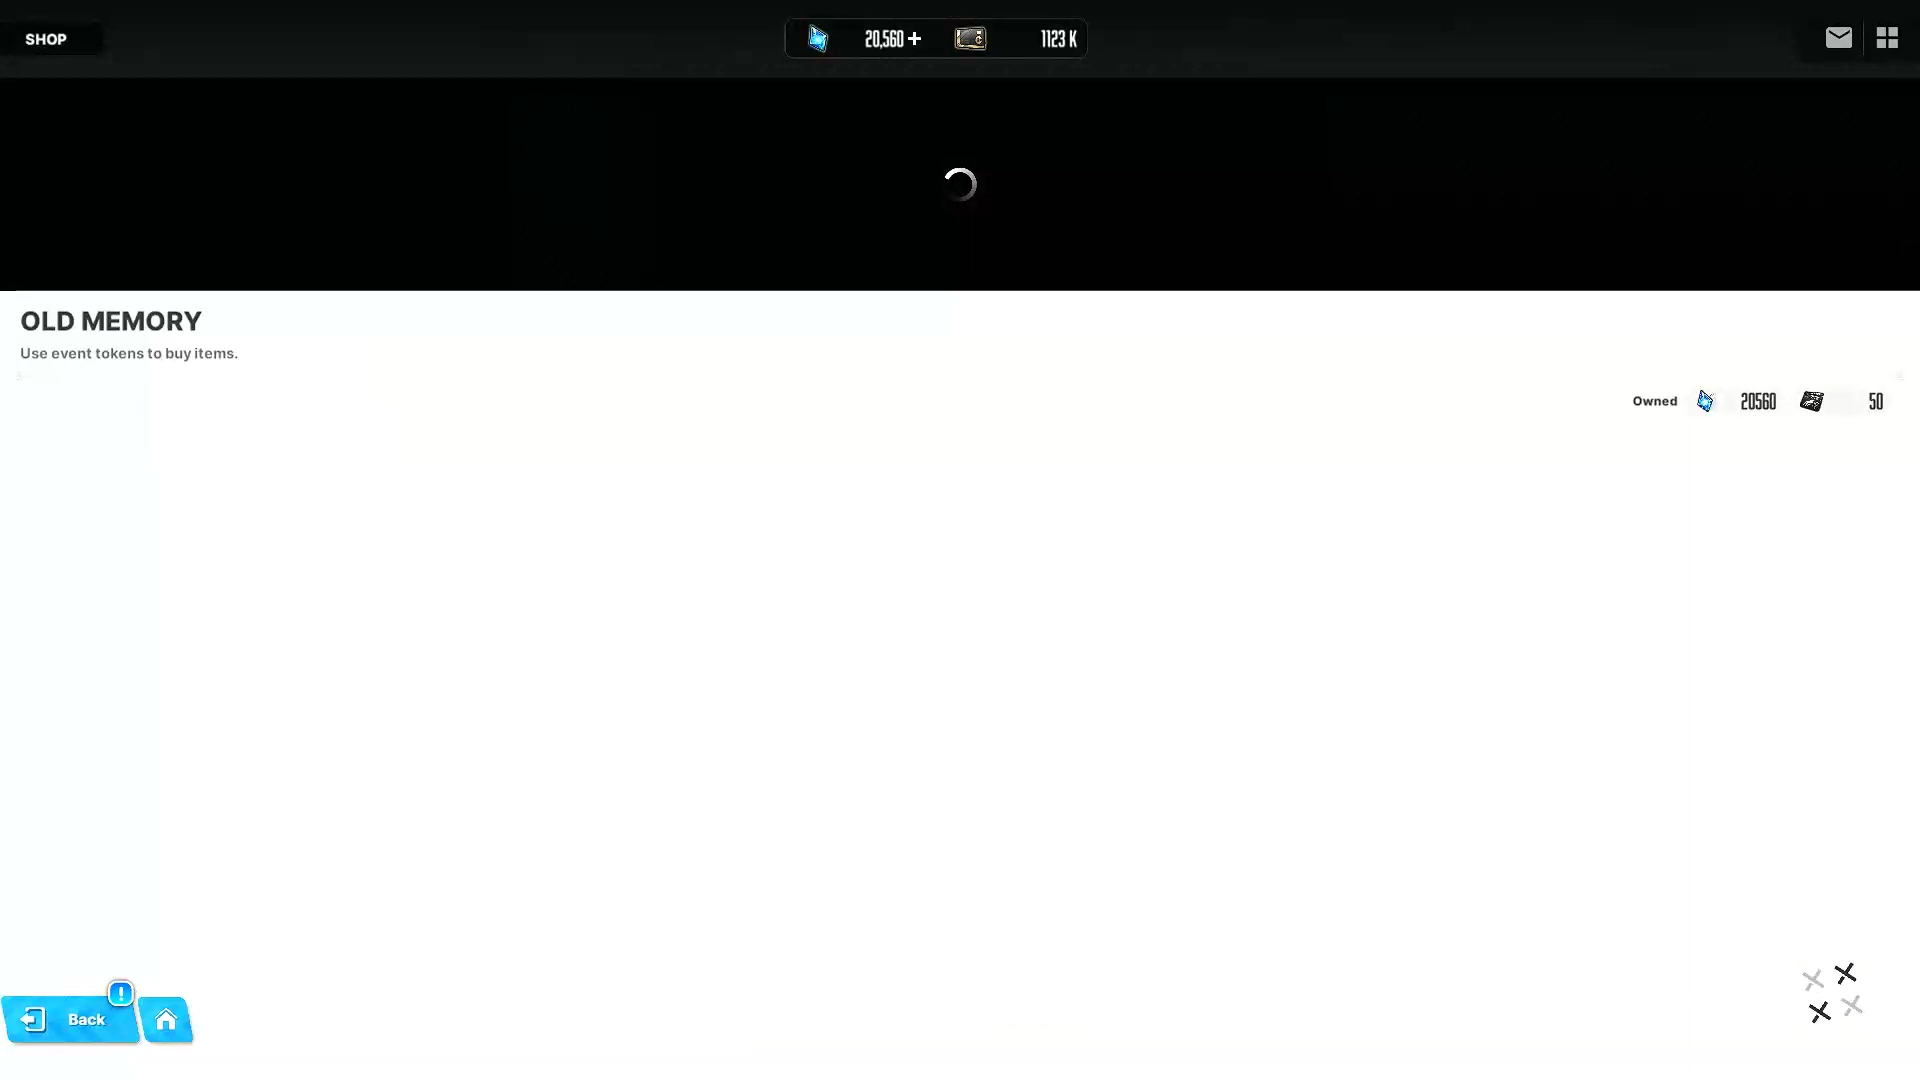 SHOP
20,560 +
1123 K
OLD MEMORY
Use event tokens to buy items.
Owned 20560 50
!
Back